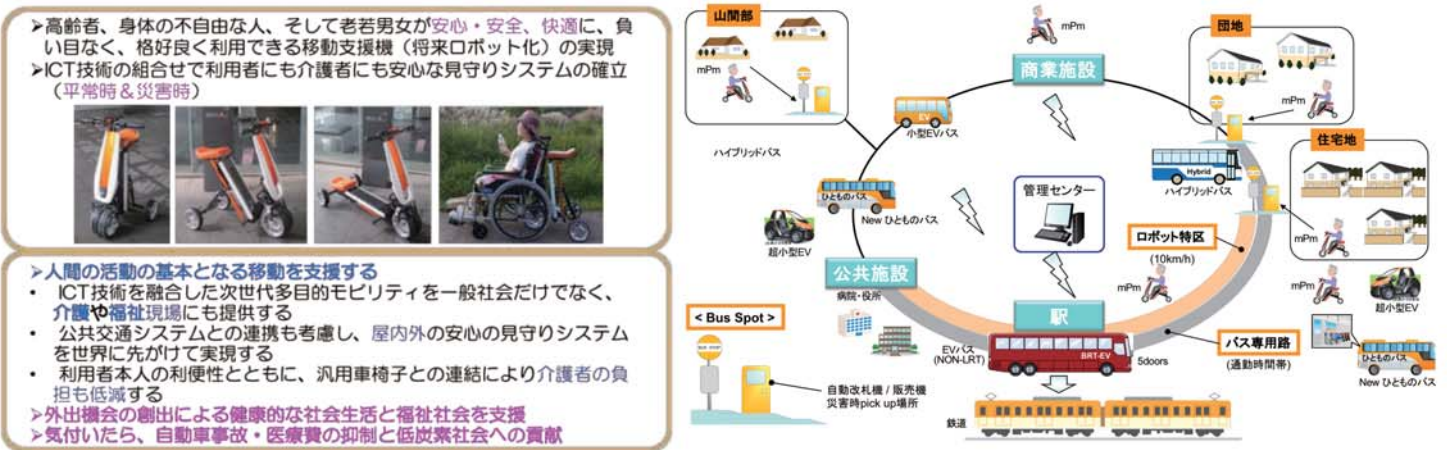 ➢高齢者、身体の不自由な人、そして老若男女が安心・安全、快適に、負
い目なく、格好良く利用できる移動支援機（将来ロボット化）の実現
➢ICT技術の組合せで利用者にも介護者にも安心な見守りシステムの確立
（平常時＆災害時）
➢人間の活動の基本となる移動を支援する
• ICT技術を融合した次世代多目的モビリティを一般社会だけでなく、
介護や福祉現場にも提供する
• 公共交通システムとの連携も考慮し、屋内外の安心の見守りシステム
を世界に先がけて実現する
• 利用者本人の利便性とともに、汎用車椅子との連結により介護者の負
担も低減する
➢外出機会の創出による健康的な社会生活と福祉社会を支援
➢気付いたら、自動車事故・医療費の抑制と低炭素社会への貢献
山間部
mPm
ハイブリッドバス
mPm
商業施設
EV
小型EVバス
団地
mPm
住宅地
mPm
Hybrid
ハイブリッドバス
ひとものバス
New ひとものバス
超小型EV
管理センター
ロボット特区
(10km/h)
mPm
公共施設
病院・役所
駅
EVバス
(NON-LRT)
BRT-EV
5doors
バス専用路
(通勤時間帯)
mPm
超小型EV
ひとものバス
New ひとものバス
< Bus Spot >
BUS STOP
自動改札機 / 販売機
災害時pick up場所
鉄道